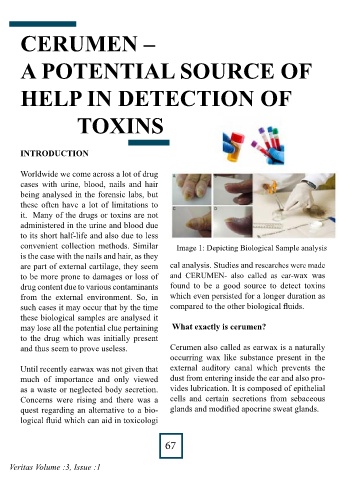 CERUMEN –
A POTENTIAL SOURCE OF
HELP IN DETECTION OF
TOXINS
INTRODUCTION
Worldwide we come across a lot of drug
cases with urine, blood, nails and hair
being analysed in the forensic labs, but
these often have a lot of limitations to
it. Many of the drugs or toxins are not
administered in the urine and blood due
to its short half-life and also due to less
convenient collection methods. Similar
is the case with the nails and hair, as they
are part of external cartilage, they seem
to be more prone to damages or loss of
drug content due to various contaminants
from the external environment. So, in
such cases it may occur that by the time
these biological samples are analysed it
may lose all the potential clue pertaining
to the drug which was initially present
and thus seem to prove useless.
Until recently earwax was not given that
much of importance and only viewed
as a waste or neglected body secretion.
Concerns were rising and there was a
quest regarding an alternative to a bio-
logical fluid which can aid in toxicologi
Image 1: Depicting Biological Sample analysis
cal analysis. Studies and researches were made
and CERUMEN- also called as ear-wax was
found to be a good source to detect toxins
which even persisted for a longer duration as
compared to the other biological fluids.
What exactly is cerumen?
Cerumen also called as earwax is a naturally
occurring wax like substance present in the
external auditory canal which prevents the
dust from entering inside the ear and also pro-
vides lubrication. It is composed of epithelial
cells and certain secretions from sebaceous
glands and modified apocrine sweat glands.
67
Veritas Volume :3, Issue :1